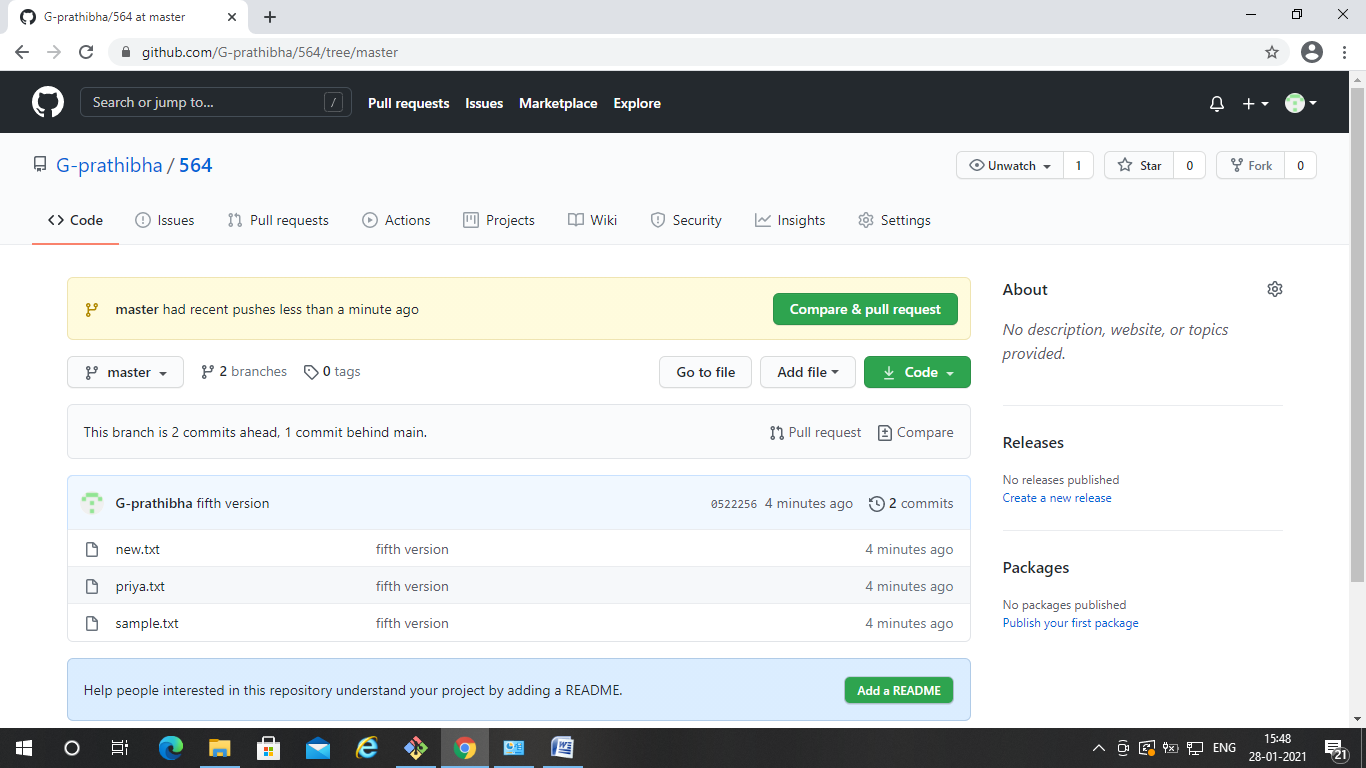 G-prathibha/564 at master
github.com/G-prathibha/564/tree/master
Search or jump to... /
Pull requests Issues Marketplace Explore
G-prathibha / 564
Unwatch 1 Star 0 Fork 0
Code Issues Pull requests Actions Projects Wiki Security Insights Settings
master had recent pushes less than a minute ago
Compare & pull request
master 2 branches 0 tags
Go to file Add file Code
This branch is 2 commits ahead, 1 commit behind main.
Pull request Compare
G-prathibha fifth version 0522256 4 minutes ago 2 commits
new.txt fifth version 4 minutes ago
priya.txt fifth version 4 minutes ago
sample.txt fifth version 4 minutes ago
Help people interested in this repository understand your project by adding a README.
Add a README
About
No description, website, or topics
provided.
Releases
No releases published
Create a new release
Packages
No packages published
Publish your first package
ENG
15:48
28-01-2021
21